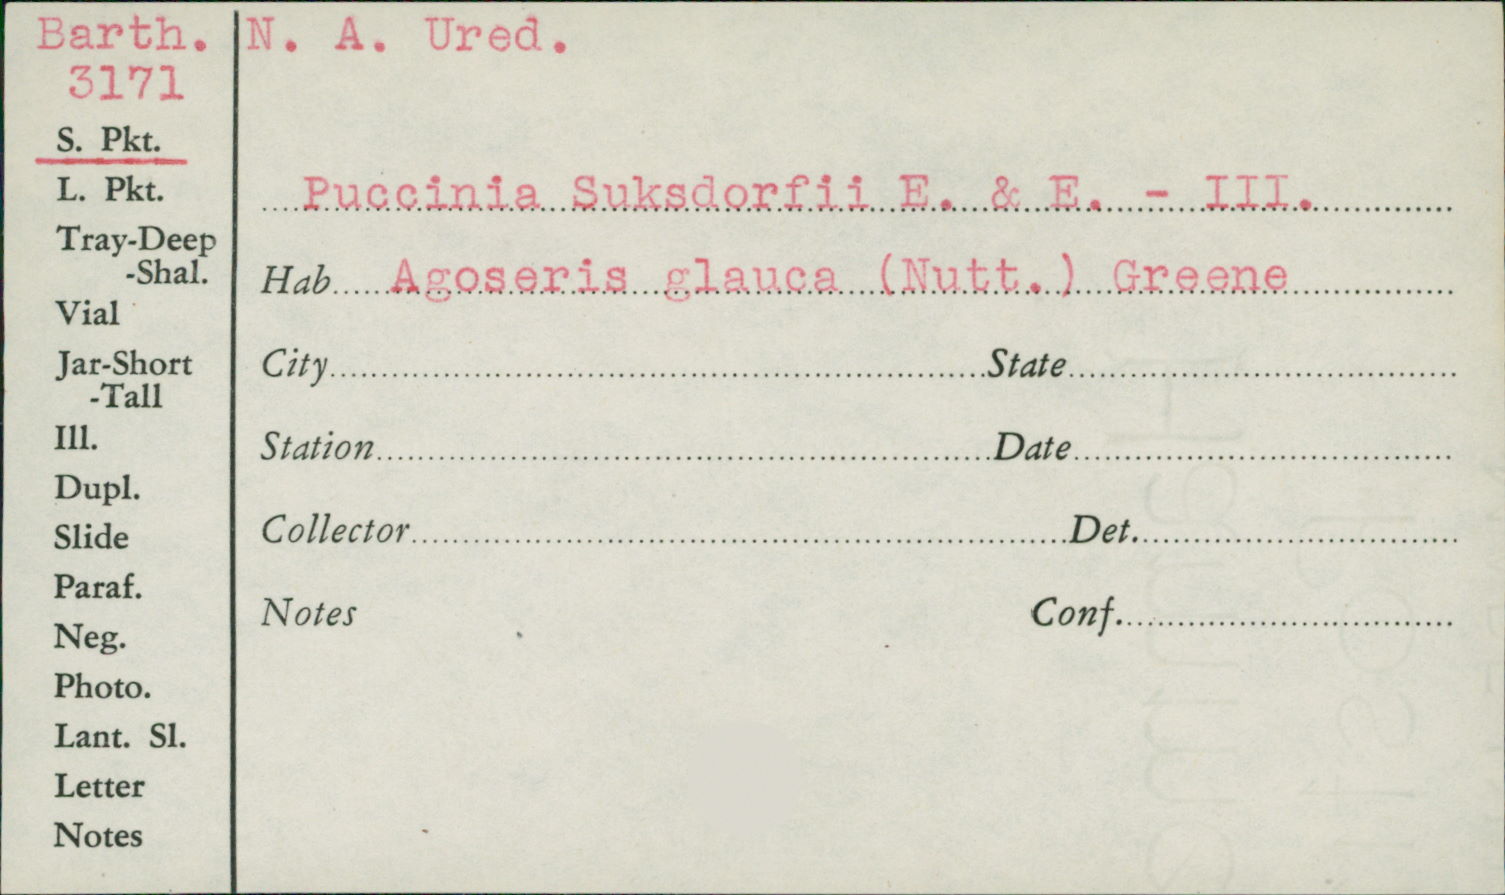 Barth.
3171
S. Pkt.
L. Pkt.
Tray-Deep
-Shal.
Vial
Jar-Short
-Tall
Ill.
Dupl.
Slide
Paraf.
Neg.
Photo.
Lant. Sl.
Letter
Notes
N. A. Ured.
Puccinia Suksdorfii E. & E. - III.
Hab Agoseris glauca (Nutt.) Greene
City State
Station Date
Collector Det.
Notes Conf.